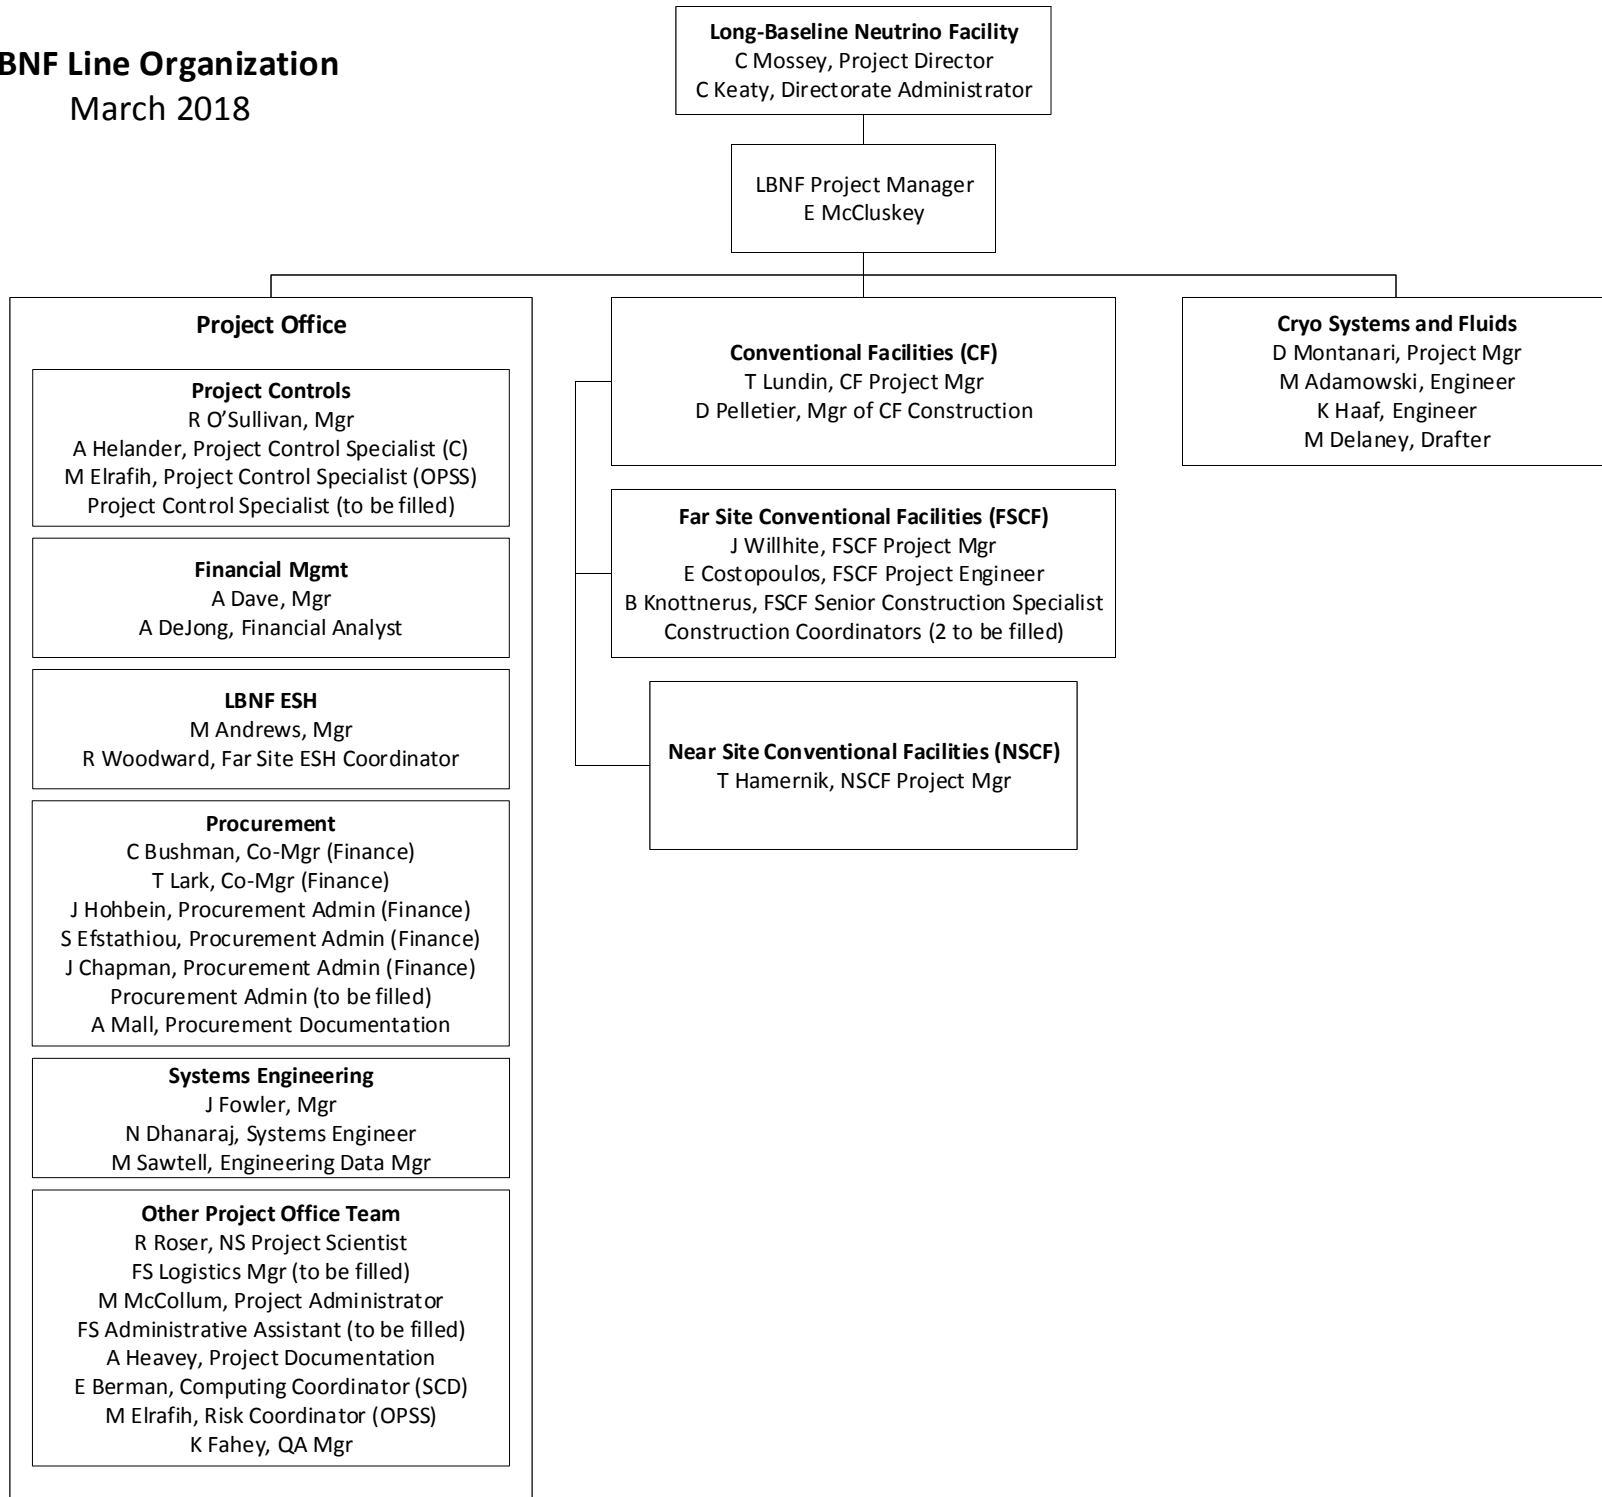 BNF Line Organization
March 2018
Long-Baseline Neutrino Facility
C Mossey, Project Director
C Keaty, Directorate Administrator
LBNF Project Manager
E McCluskey
Project Office
Project Controls
R O’Sullivan, Mgr
A Helander, Project Control Specialist (C)
M Elrafih, Project Control Specialist (OPSS)
Project Control Specialist (to be filled)
Financial Mgmt
A Dave, Mgr
A DeJong, Financial Analyst
LBNF ESH
M Andrews, Mgr
R Woodward, Far Site ESH Coordinator
Procurement
C Bushman, Co-Mgr (Finance)
T Lark, Co-Mgr (Finance)
J Hohbein, Procurement Admin (Finance)
S Efstathiou, Procurement Admin (Finance)
J Chapman, Procurement Admin (Finance)
Procurement Admin (to be filled)
A Mall, Procurement Documentation
Systems Engineering
J Fowler, Mgr
N Dhanaraj, Systems Engineer
M Sawtell, Engineering Data Mgr
Other Project Office Team
R Roser, NS Project Scientist
FS Logistics Mgr (to be filled)
M McCollum, Project Administrator
FS Administrative Assistant (to be filled)
A Heavey, Project Documentation
E Berman, Computing Coordinator (SCD)
M Elrafih, Risk Coordinator (OPSS)
K Fahey, QA Mgr
Conventional Facilities (CF)
T Lundin, CF Project Mgr
D Pelletier, Mgr of CF Construction
Far Site Conventional Facilities (FSCF)
J Willhite, FSCF Project Mgr
E Costopoulos, FSCF Project Engineer
B Knottnerus, FSCF Senior Construction Specialist
Construction Coordinators (2 to be filled)
Near Site Conventional Facilities (NSCF)
T Hamernik, NSCF Project Mgr
Cryo Systems and Fluids
D Montanari, Project Mgr
M Adamowski, Engineer
K Haaf, Engineer
M Delaney, Drafter